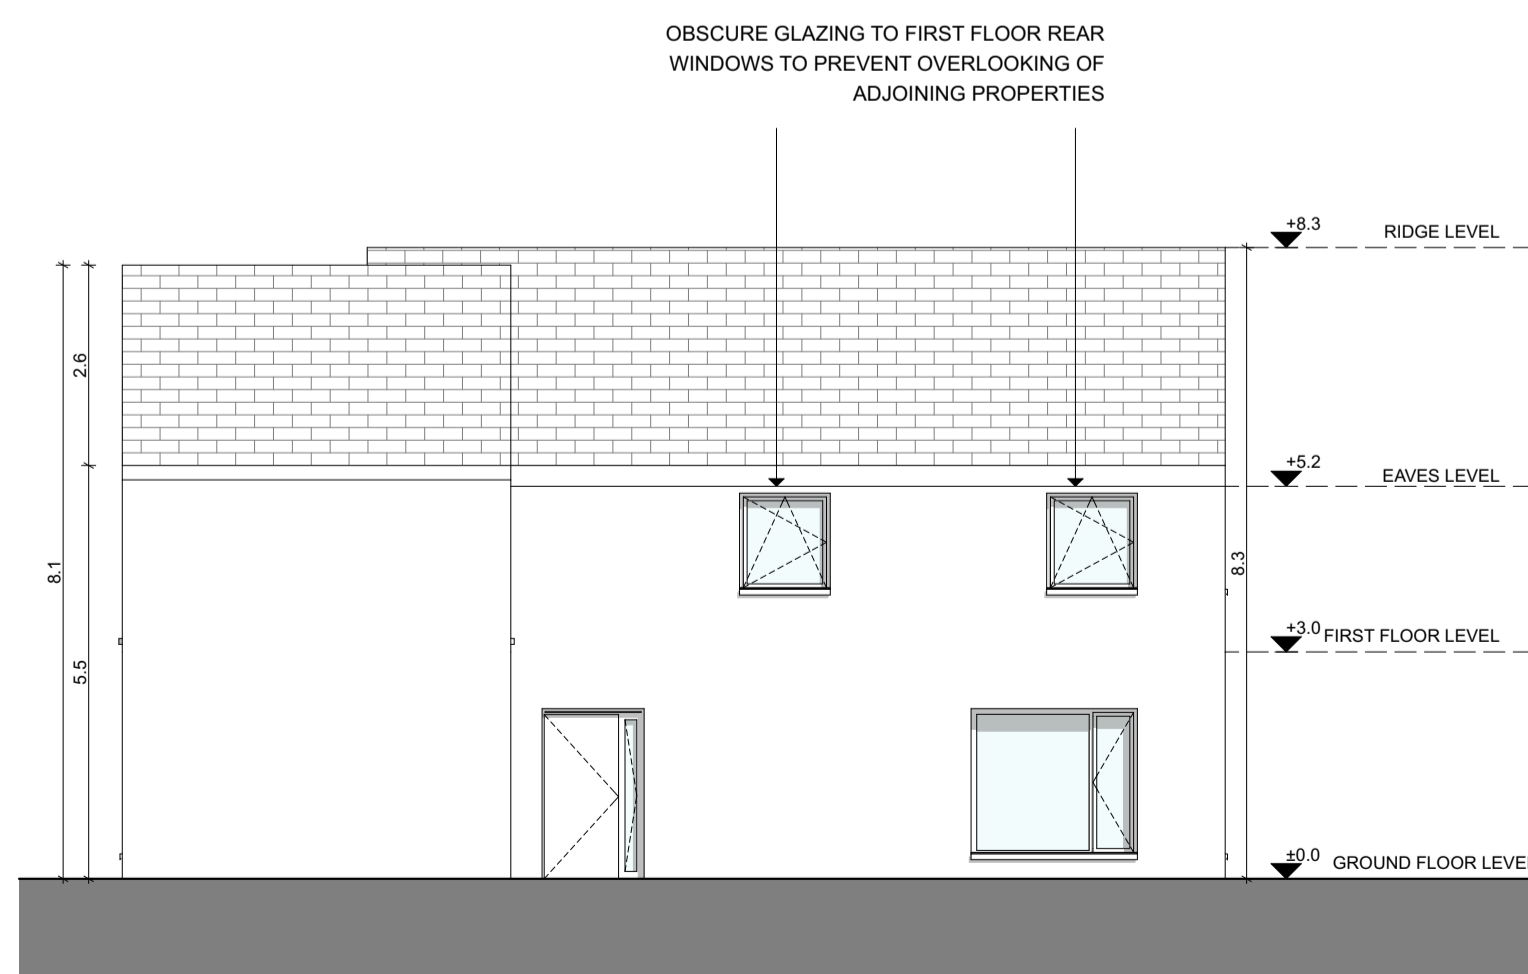 OBSCURE GLAZING TO FIRST FLOOR REAR
WINDOWS TO PREVENT OVERLOOKING OF
ADJOINING PROPERTIES
+8.3
RIDGE LEVEL
2.6
+5.2
EAVES LEVEL
8.1
8.3
+3.0
FIRST FLOOR LEVEL
5.5
±0.0
GROUND FLOOR LEVE